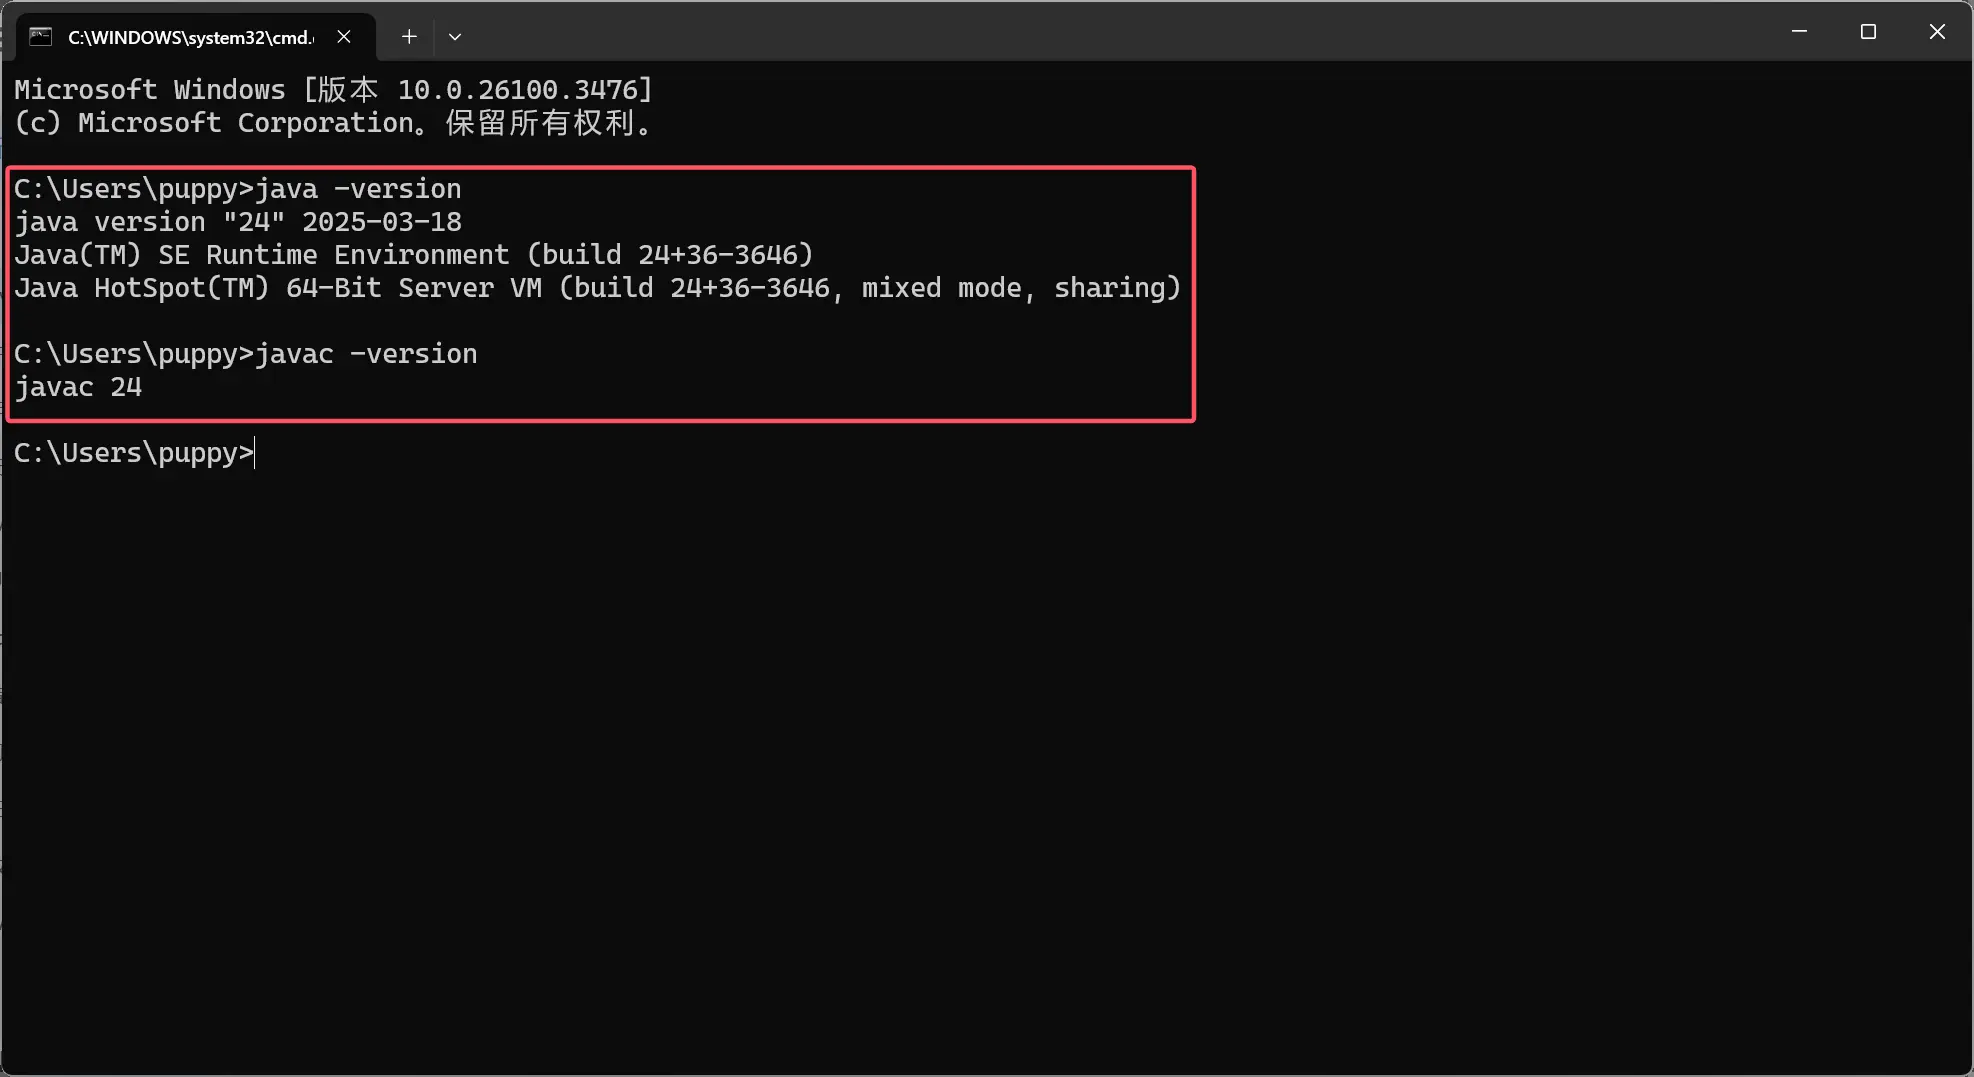 C:\WINDOWS\system32\cmd.
Microsoft Windows [版本 10.0.26100.3476]
(c) Microsoft Corporation。保留所有权利。
C:\Users\puppy>java -version
java version "24" 2025-03-18
Java(TM) SE Runtime Environment (build 24+36-3646)
Java HotSpot(TM) 64-Bit Server VM (build 24+36-3646, mixed mode, sharing)
C:\Users\puppy>javac -version
javac 24
C:\Users\puppy>